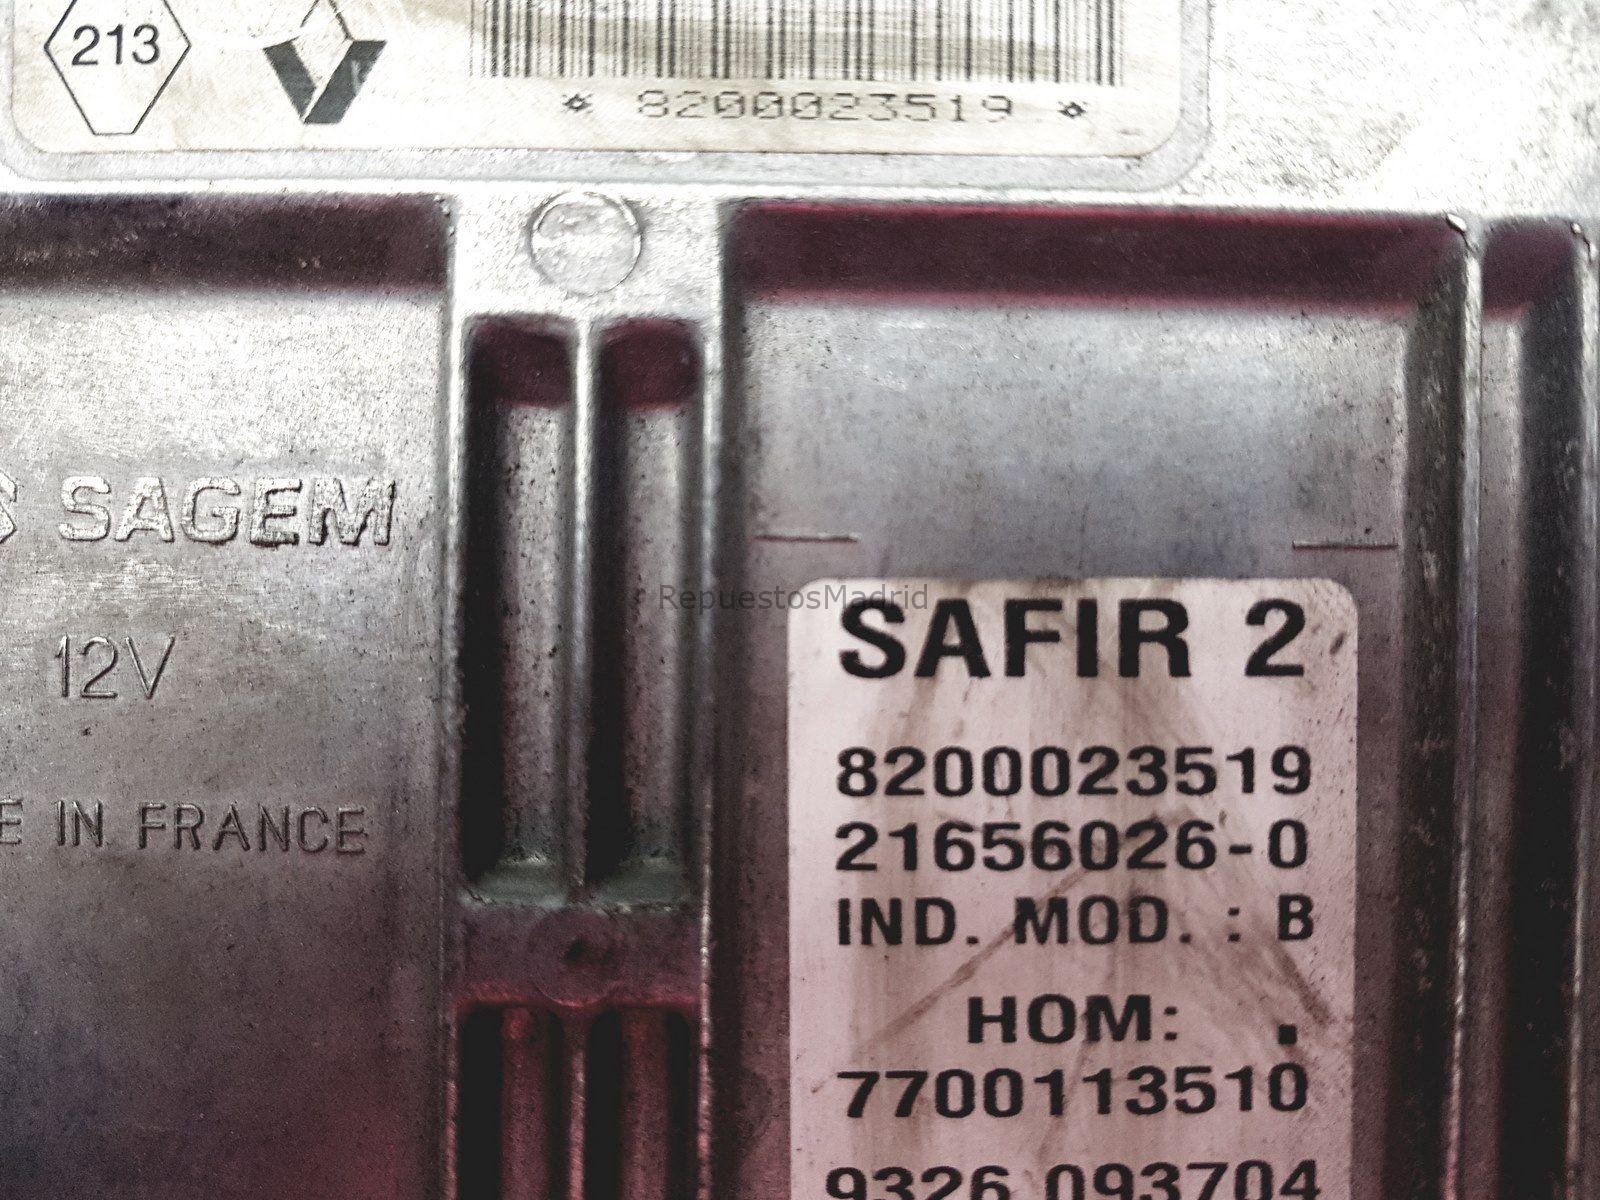 213
* 8200023519 *
S SAGEM
12V
E IN FRANCE
RepuestosMadrid
SAFIR 2
8200023519
21656026-0
IND. MOD. : B
HOM: .
7700113510
9326 093704